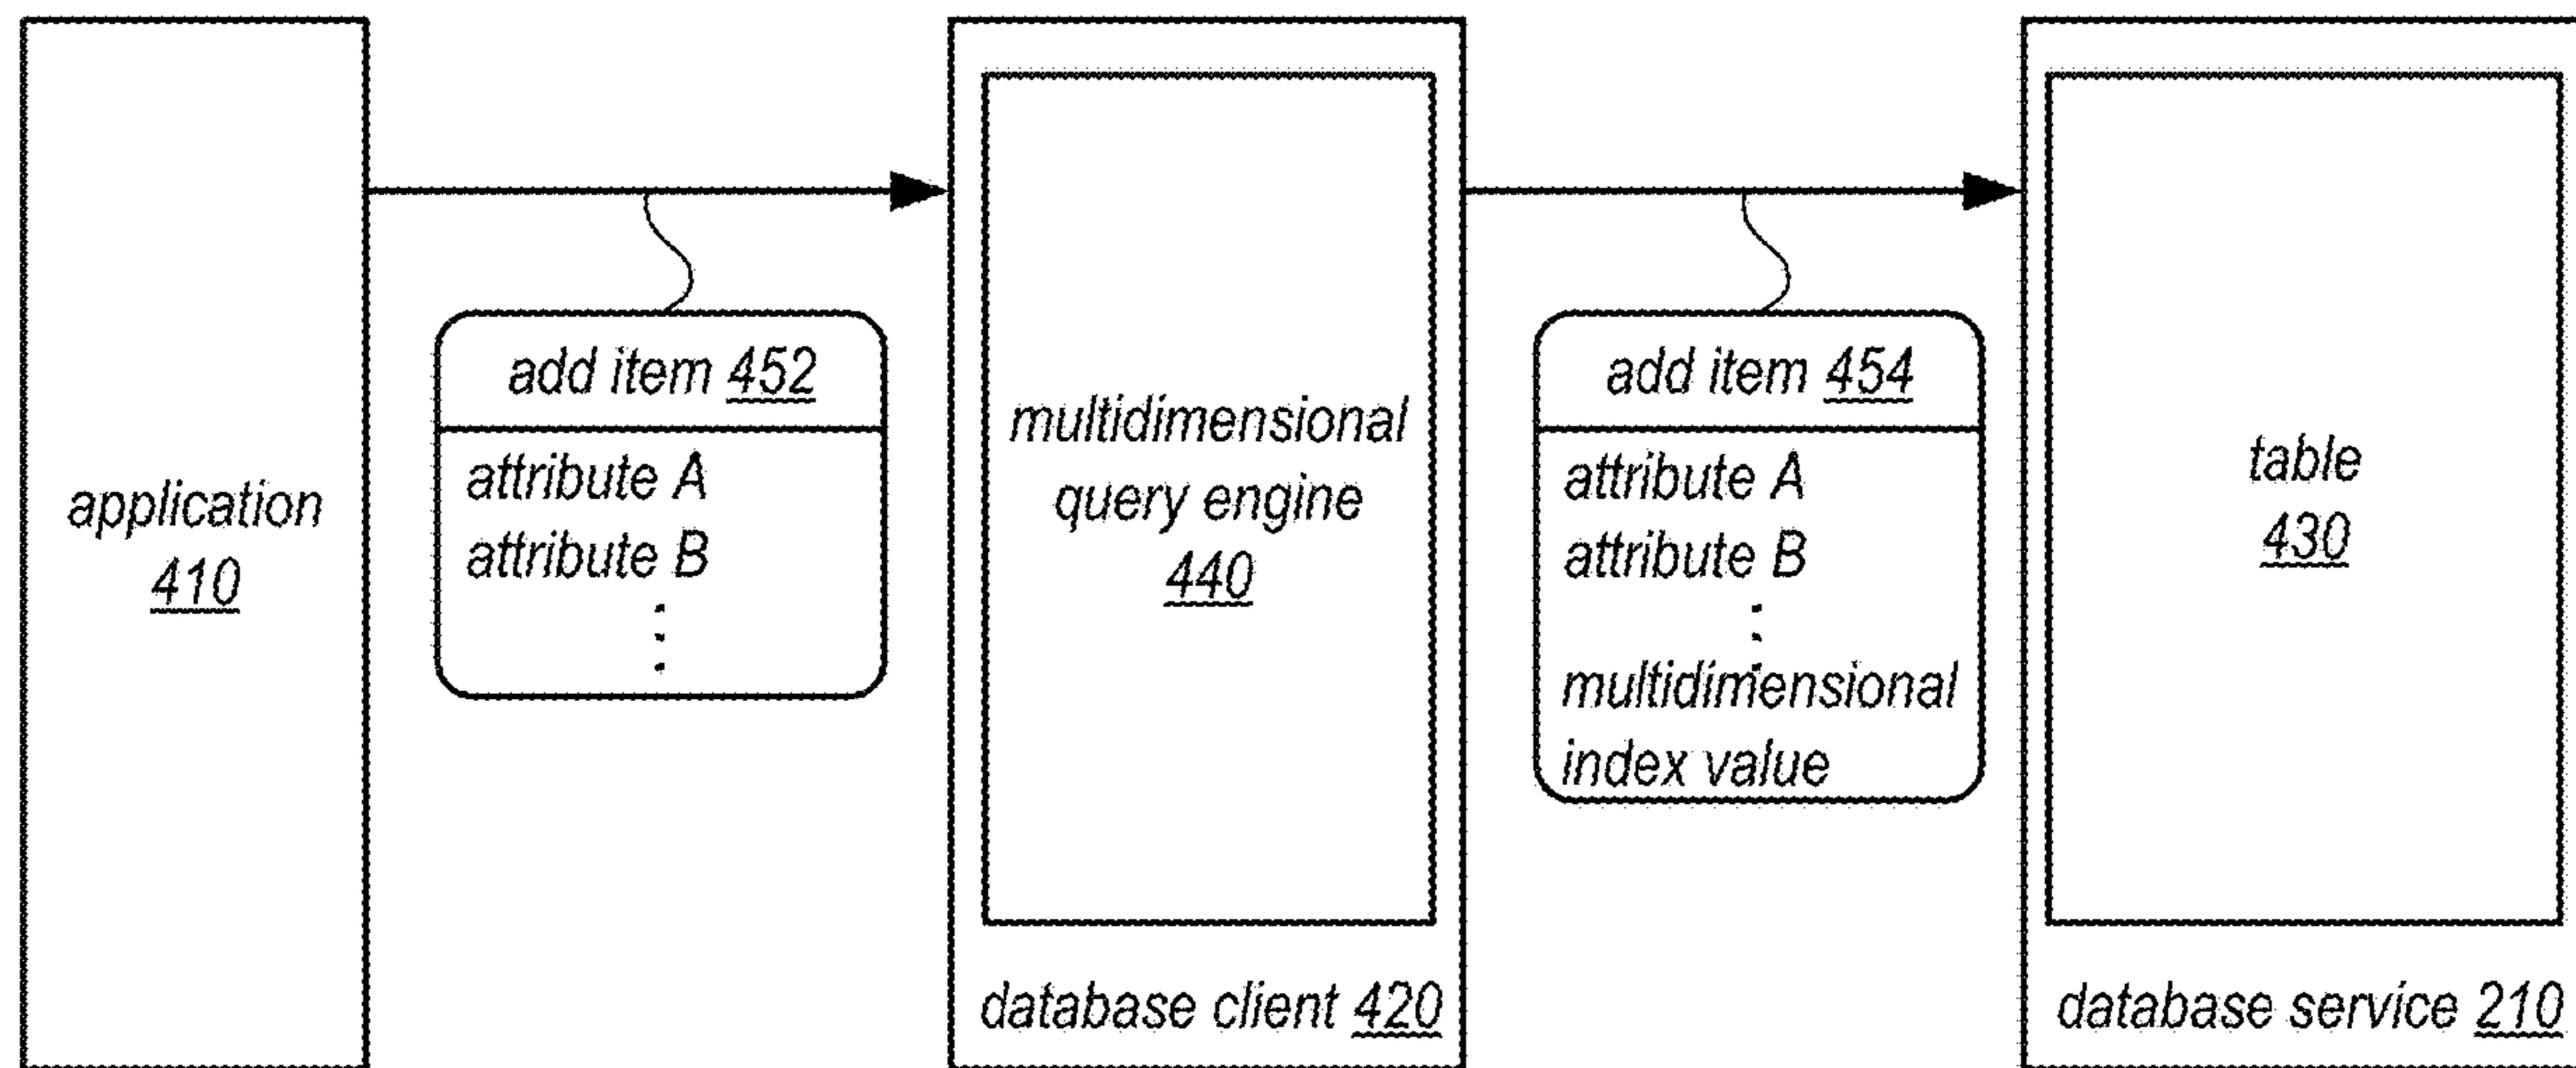 application
410
add item 452
attribute A
attribute B
multidimensional
query engine
440
database client 420
add item 454
attribute A
attribute B
multidimensional
index value
table
430
database service 210